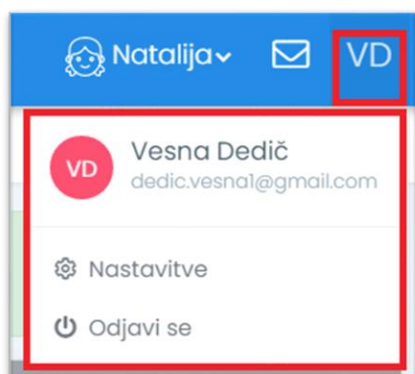 Natalija VD
VD Vesna Dedič
dedic.vesna1@gmail.com
Nastavitve
Odjavi se